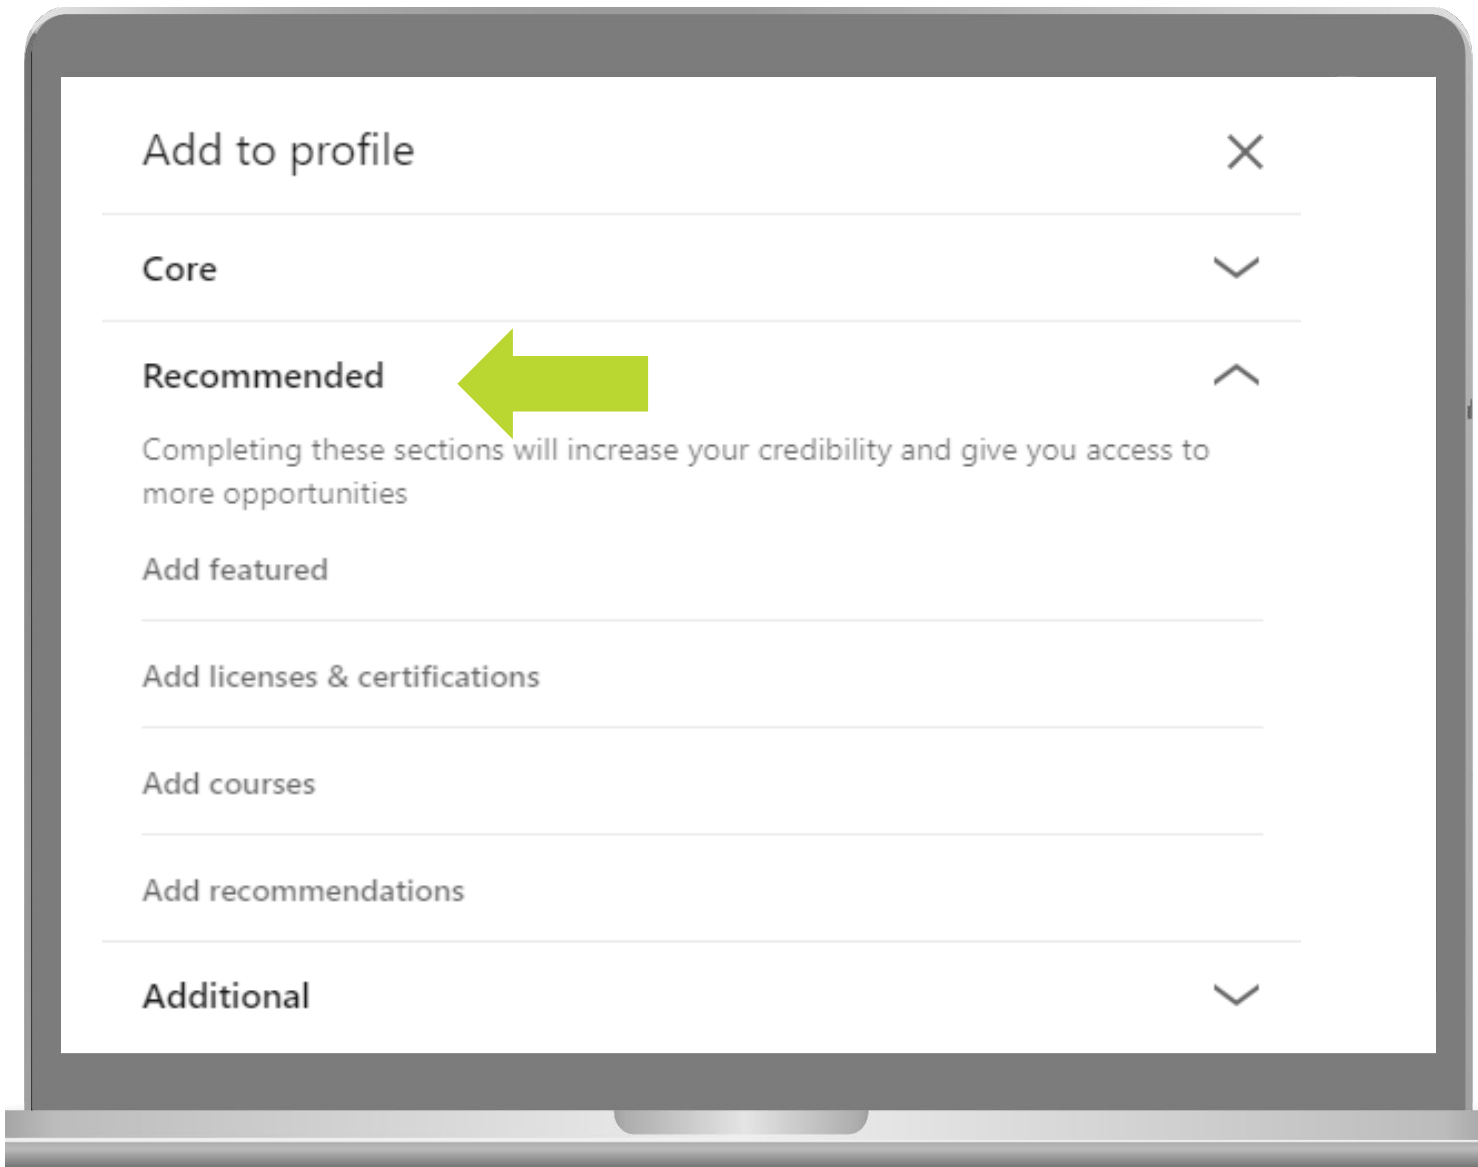 Add to profile
Core
Recommended
Completing these sections will increase your credibility and give you access to
more opportunities
Add featured
Add licenses & certifications
Add courses
Add recommendations
Additional